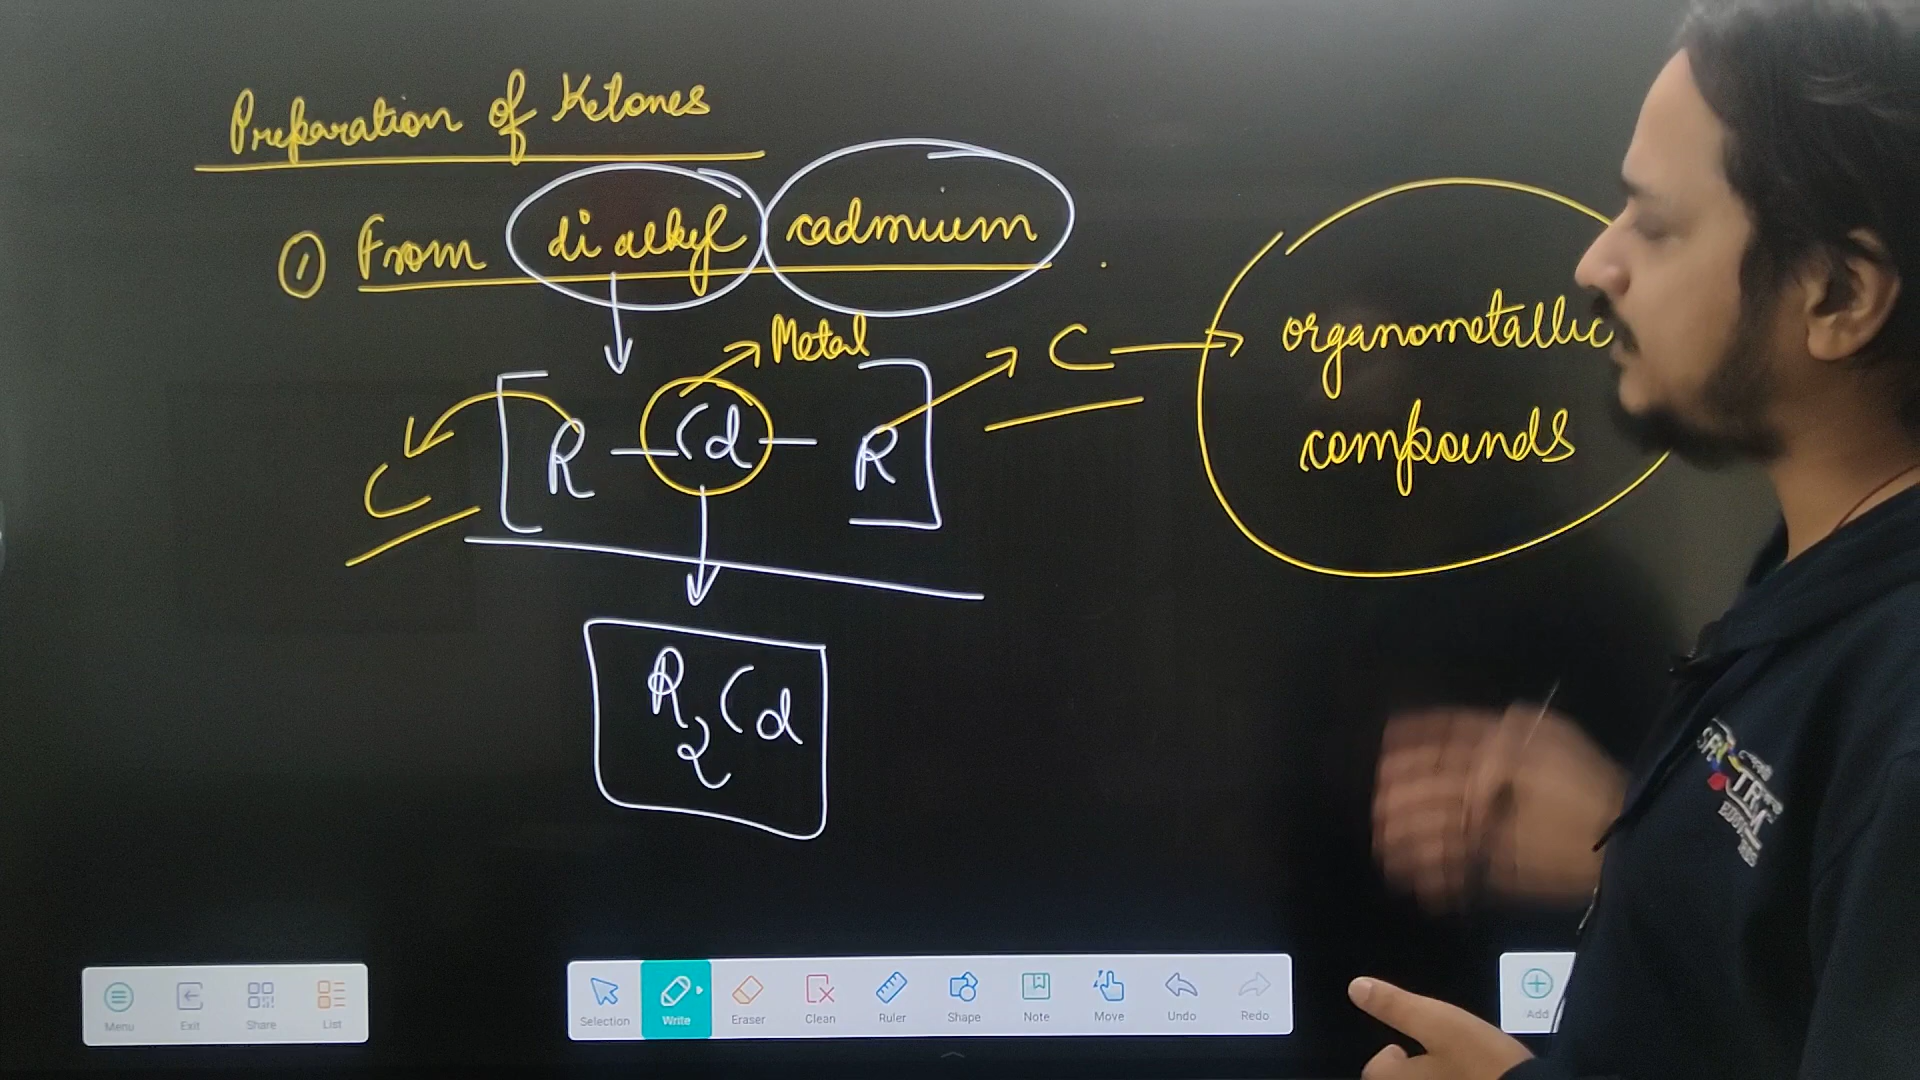 Preparation of Ketones
① From di alkyl cadmium
Metal
C → organometallic
compounds
[R — Cd — R]
C
R₂Cd
Menu Exit Share List
Selection Write Eraser Clean Ruler Shape Note Move Undo Redo
Add